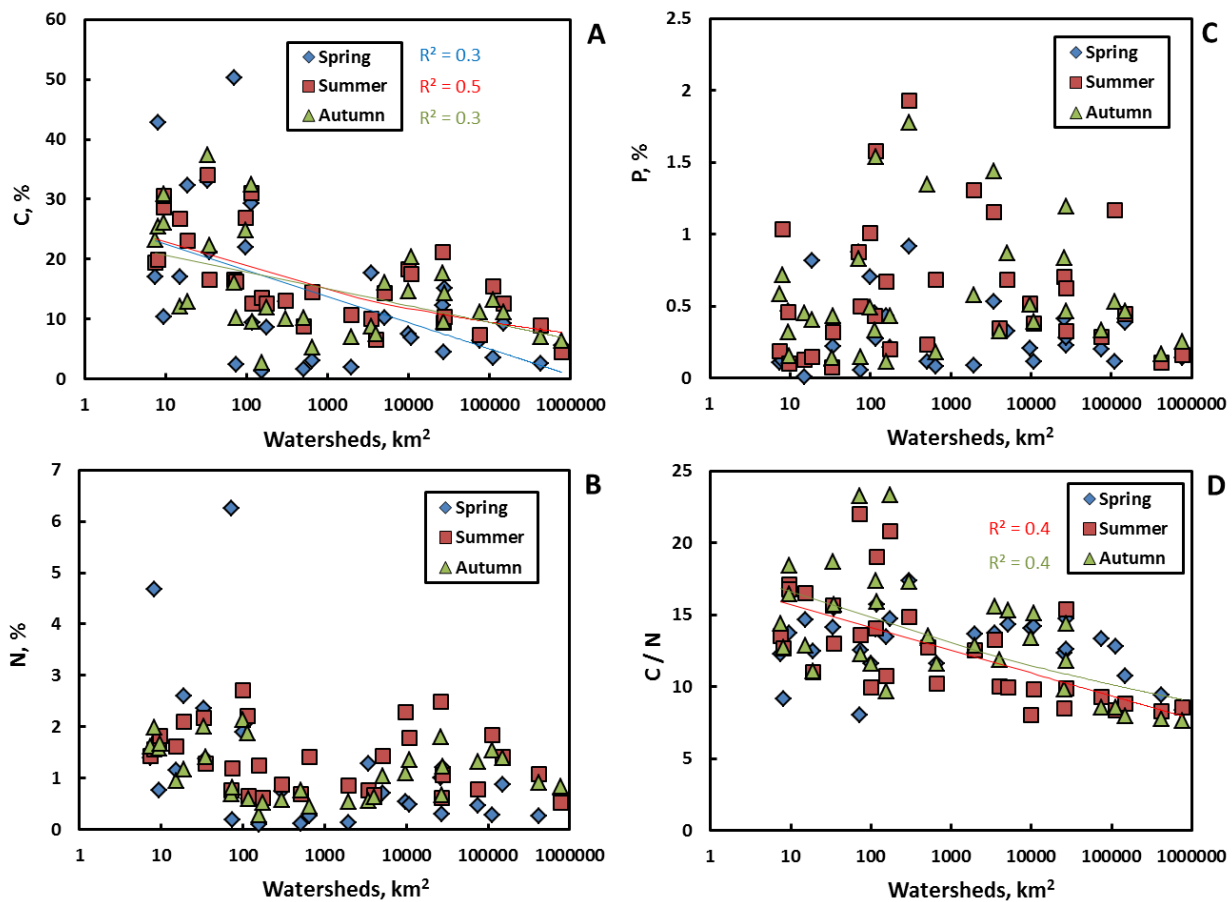 A
C, %
60
50
40
30
20
10
0
Spring
Summer
Autumn
R² = 0.3
R² = 0.5
R² = 0.3
1 10 100 1000 10000 100000 1000000
Watersheds, km²
C
P, %
2.5
2
1.5
1
0.5
0
Spring
Summer
Autumn
1 10 100 1000 10000 100000 1000000
Watersheds, km²
B
N, %
7
6
5
4
3
2
1
0
Spring
Summer
Autumn
1 10 100 1000 10000 100000 1000000
Watersheds, km²
D
C / N
25
20
15
10
5
0
R² = 0.4
R² = 0.4
Spring
Summer
Autumn
1 10 100 1000 10000 100000 1000000
Watersheds, km²